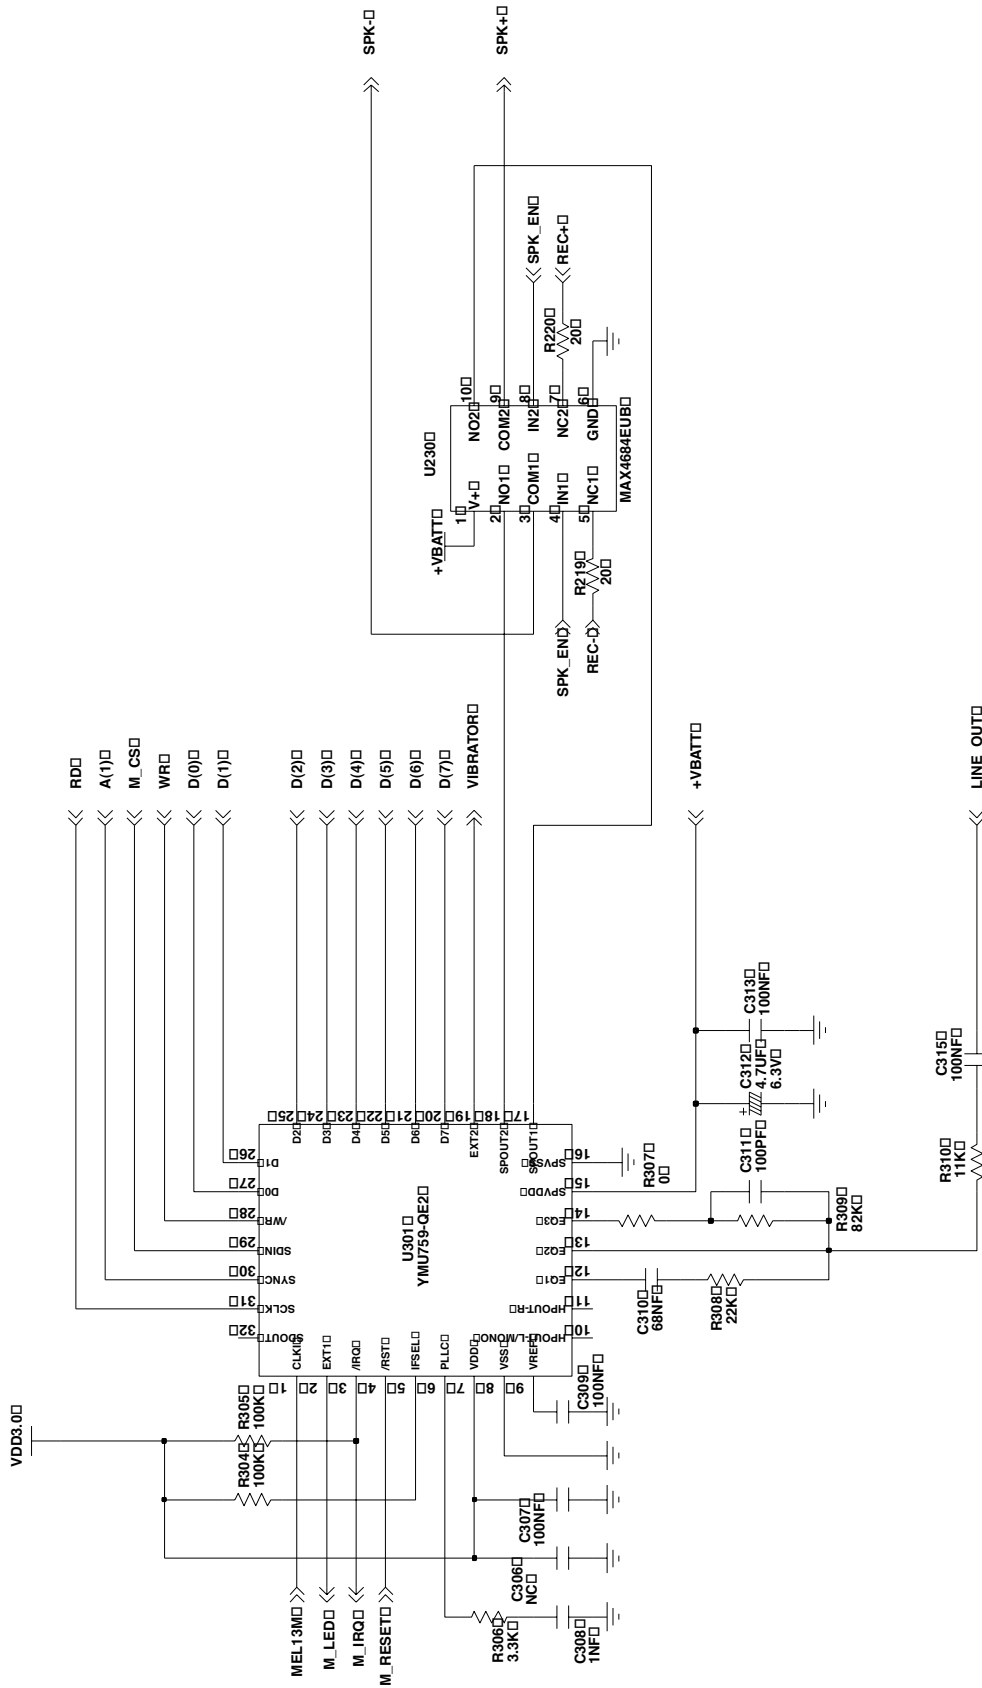 SPK-
SPK+
SPK_EN
REC+
R220
20
U230
+VBATT
1
V+
2
NO1
3
COM1
4
IN1
5
NC1
10
NO2
9
COM2
8
IN2
7
NC2
6
GND
MAX4684EUB
R219
20
SPK_EN
REC-
RD
A(1)
M_CS
WR
D(0)
D(1)
D(2)
D(3)
D(4)
D(5)
D(6)
D(7)
VIBRATOR
+VBATT
LINE_OUT
C313
100NF
C312
4.7UF
6.3V
+
C311
100PF
C315
100NF
R310
11K
R309
82K
R307
0
C310
68NF
R308
22K
U301
YMU759-QE2
25
D2
24
D3
23
D4
22
D5
21
D6
20
D7
19
EXT2
18
SPOUT2
17
SPOUT1
26
D1
27
D0
28
/WR
29
SDIN
30
SYNC
31
SCLK
32
SDOUT
16
SPVSS
15
SPVDD
14
EQ3
13
EQ2
12
EQ1
11
HPOUT-R
10
HPOUT-L/MONO
1
CLKI
2
EXT1
3
/IRQ
4
/RST
5
IFSEL
6
PLLC
7
VDD
8
VSS
9
VREF
VDD3.0
R305
100K
R304
100K
C309
100NF
C307
100NF
C306
NC
R306
3.3K
C308
1NF
MEL13M
M_LED
M_IRQ
M_RESET